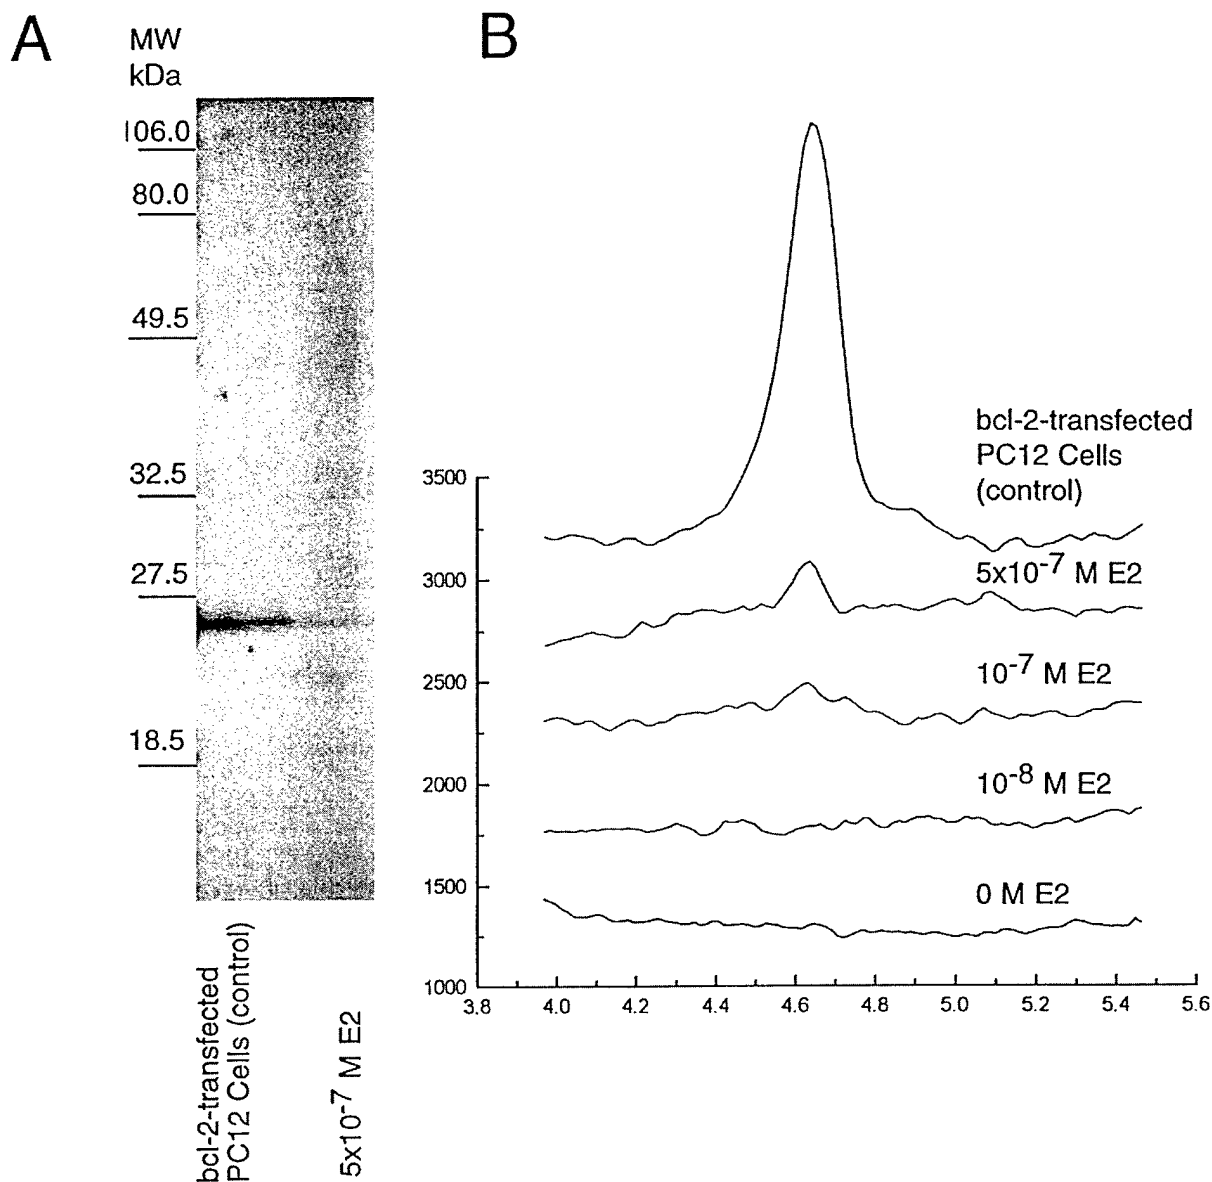 A
MW
kDa
106.0
80.0
49.5
32.5
27.5
18.5
bcl-2-transfected
PC12 Cells (control)
5x10-7 M E2
B
bcl-2-transfected
PC12 Cells
(control)
5x10-7 M E2
10-7 M E2
10-8 M E2
0 M E2
3500
3000
2500
2000
1500
1000
3.8 4.0 4.2 4.4 4.6 4.8 5.0 5.2 5.4 5.6